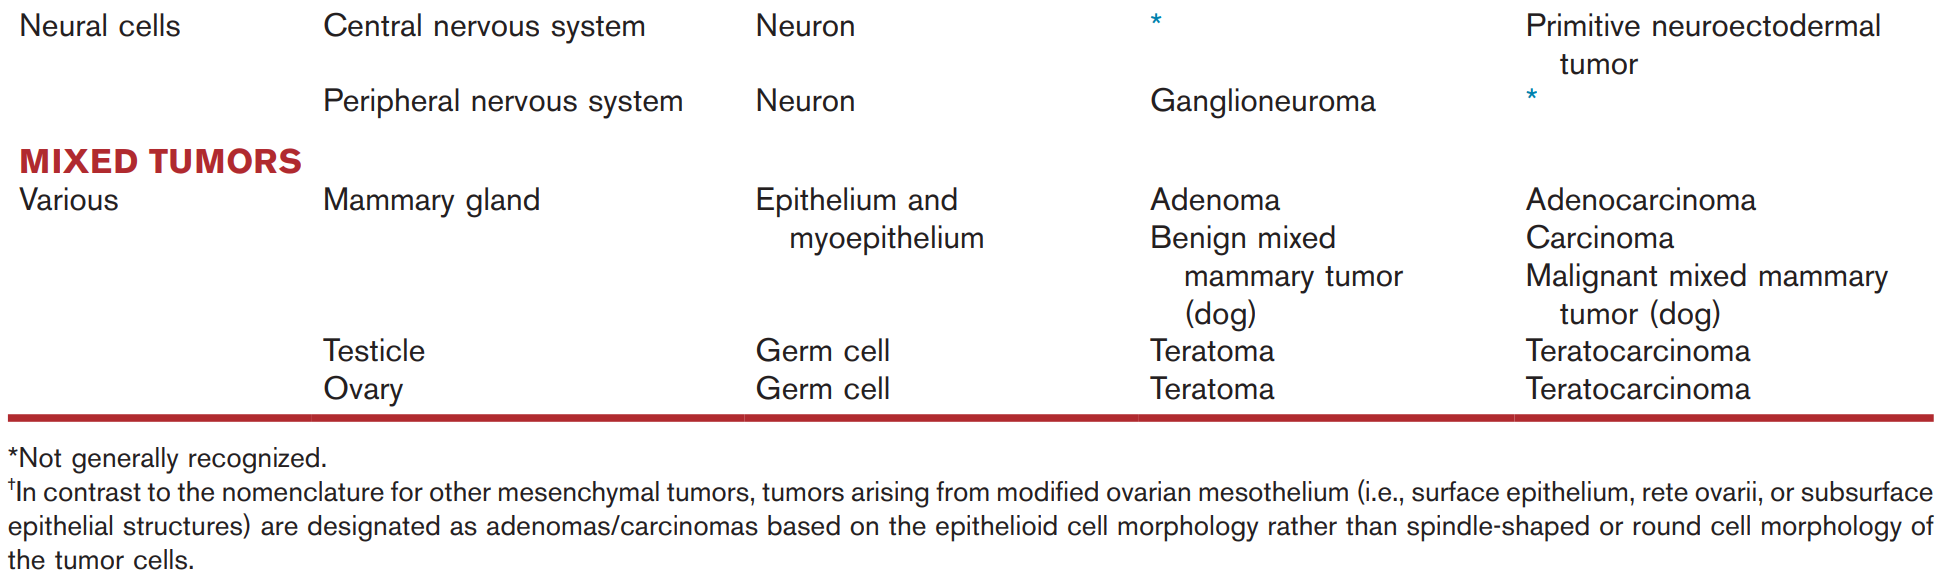 Neural cells Central nervous system Neuron * Primitive neuroectodermal
tumor
Peripheral nervous system Neuron Ganglioneuroma *
MIXED TUMORS
Various Mammary gland Epithelium and Adenoma Adenocarcinoma
myoepithelium Benign mixed Carcinoma
mammary tumor Malignant mixed mammary
(dog) tumor (dog)
Testicle Germ cell Teratoma Teratocarcinoma
Ovary Germ cell Teratoma Teratocarcinoma
*Not generally recognized.
†In contrast to the nomenclature for other mesenchymal tumors, tumors arising from modified ovarian mesothelium (i.e., surface epithelium, rete ovarii, or subsurface
epithelial structures) are designated as adenomas/carcinomas based on the epithelioid cell morphology rather than spindle-shaped or round cell morphology of
the tumor cells.